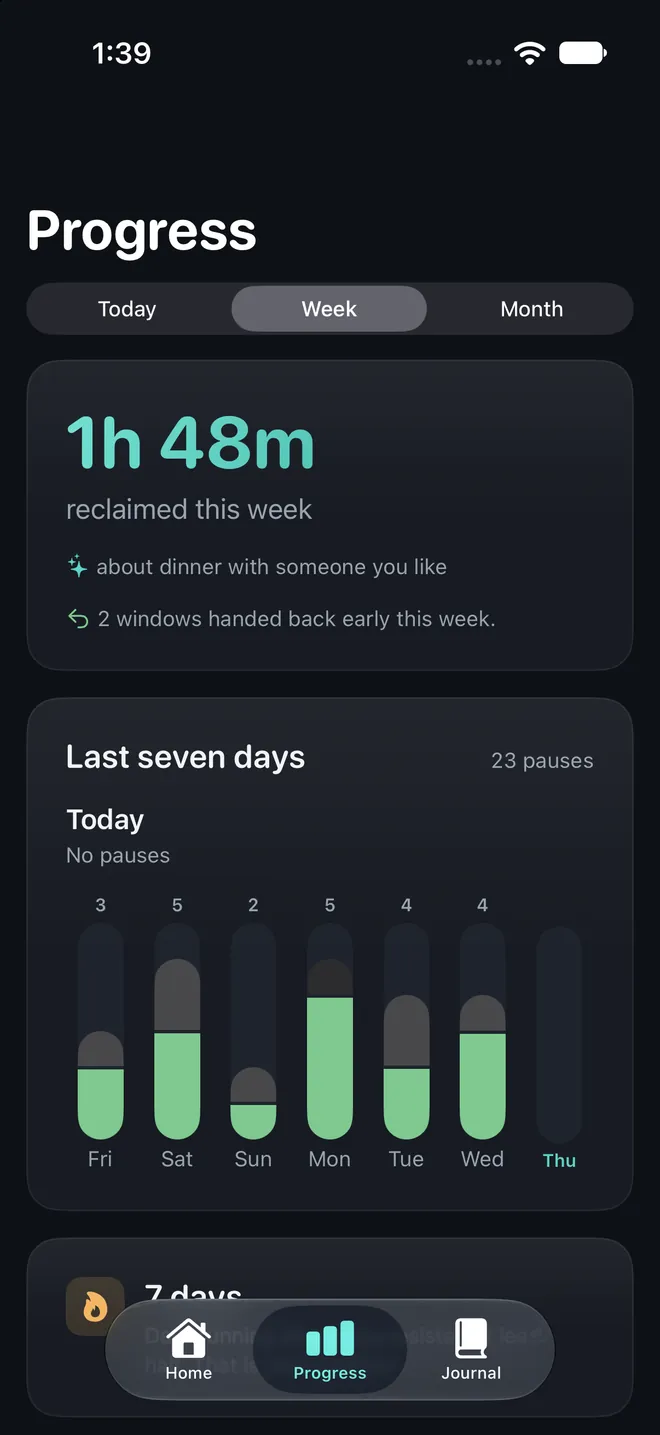 1:39
Progress
Today Week Month
1h 48m
reclaimed this week
about dinner with someone you like
2 windows handed back early this week.
Last seven days 23 pauses
Today
No pauses
3 5 2 5 4 4
Fri Sat Sun Mon Tue Wed Thu
7 days
Home Progress Journal